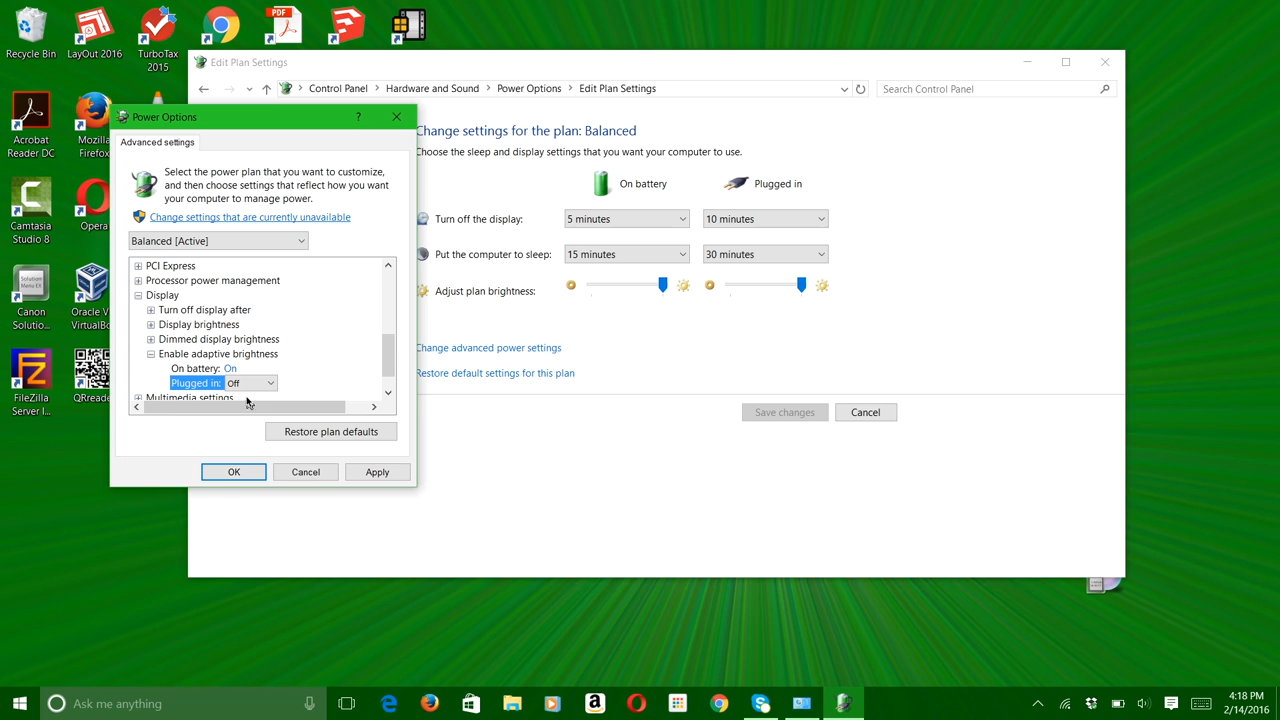 Recycle Bin
LayOut 2016
TurboTax
2015
PDF
Acrobat
Reader DC
Mozilla
Firefox
Camtasia
Studio 8
Opera
Solution
Menu EX
Canon
Solutio...
Oracle V
VirtualBo
FileZilla
Server I...
QRreade
Edit Plan Settings
Control Panel
Hardware and Sound
Power Options
Edit Plan Settings
Search Control Panel
Change settings for the plan: Balanced
Choose the sleep and display settings that you want your computer to use.
On battery
Plugged in
Turn off the display:
5 minutes
10 minutes
Put the computer to sleep:
15 minutes
30 minutes
Adjust plan brightness:
Change advanced power settings
Restore default settings for this plan
Save changes
Cancel
Power Options
?
Advanced settings
Select the power plan that you want to customize,
and then choose settings that reflect how you want
your computer to manage power.
Change settings that are currently unavailable
Balanced [Active]
PCI Express
Processor power management
Display
Turn off display after
Display brightness
Dimmed display brightness
Enable adaptive brightness
On battery: On
Plugged in: Off
Multimedia settings
Restore plan defaults
OK
Cancel
Apply
Ask me anything
4:18 PM
2/14/2016